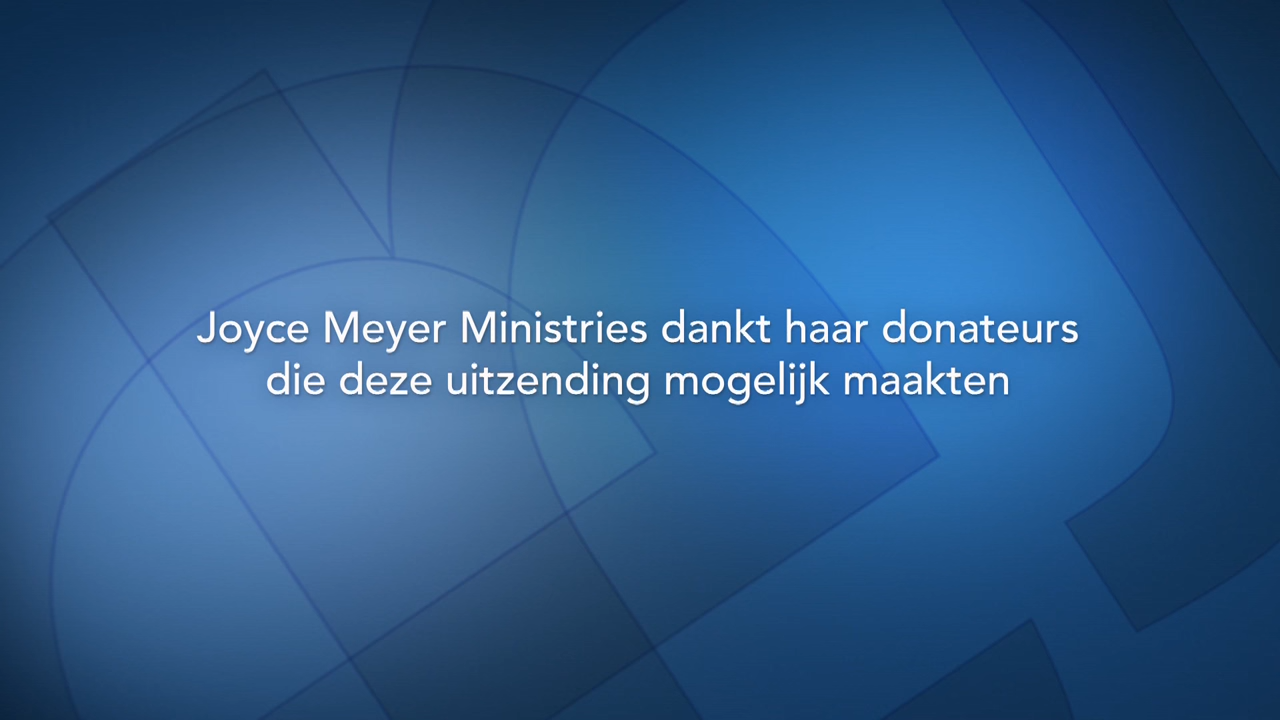 Joyce Meyer Ministries dankt haar donateurs
die deze uitzending mogelijk maakten